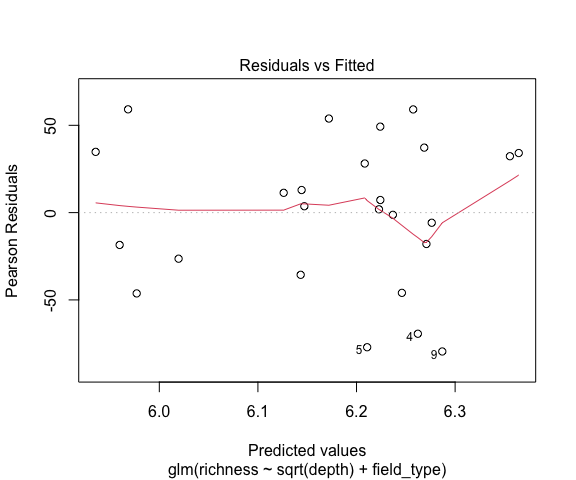 Residuals vs Fitted
Pearson Residuals
50
0
-50
5
4
9
6.0 6.1 6.2 6.3
Predicted values
glm(richness ~ sqrt(depth) + field_type)